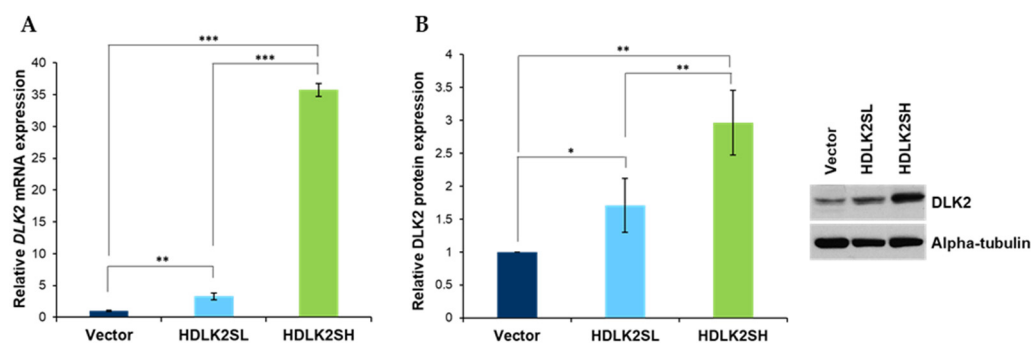 A
Relative DLK2 mRNA expression
40
35
30
25
20
15
10
5
0
***
***
**
Vector
HDLK2SL
HDLK2SH
B
Relative DLK2 protein expression
4
3.5
3
2.5
2
1.5
1
0.5
0
**
**
*
Vector
HDLK2SL
HDLK2SH
Vector
HDLK2SL
HDLK2SH
DLK2
Alpha-tubulin